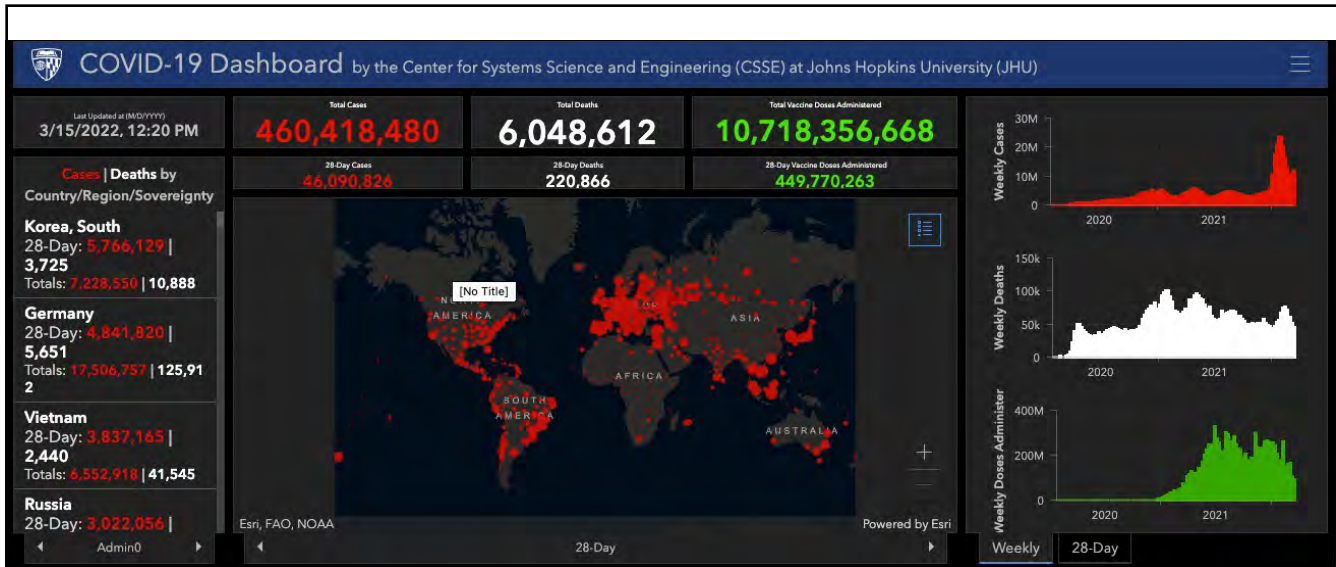 COVID-19 Dashboard by the Center for Systems Science and Engineering (CSSE) at Johns Hopkins University (JHU)
Last Updated at (M/D/YYYY)
3/15/2022, 12:20 PM
Cases | Deaths by
Country/Region/Sovereignty
Korea, South
28-Day: 5,766,129 |
3,725
Totals: 7,228,550 | 10,888
Germany
28-Day: 4,841,820 |
5,651
Totals: 17,506,757 | 125,91
2
Vietnam
28-Day: 3,837,165 |
2,440
Totals: 6,552,918 | 41,545
Russia
28-Day: 3,022,056 |
Admin0
Total Cases
460,418,480
Total Deaths
6,048,612
Total Vaccine Doses Administered
10,718,356,668
28-Day Cases
46,090,826
28-Day Deaths
220,866
28-Day Vaccine Doses Administered
449,770,263
[No Title]
AMERICA
ASIA
AFRICA
SOUTH
AMERICA
AUSTRALIA
Esri, FAO, NOAA
Powered by Esri
28-Day
Weekly Cases
30M
20M
10M
0
2020
2021
Weekly Deaths
150k
100k
50k
0
2020
2021
Weekly Doses Administer
400M
200M
0
2020
2021
Weekly
28-Day